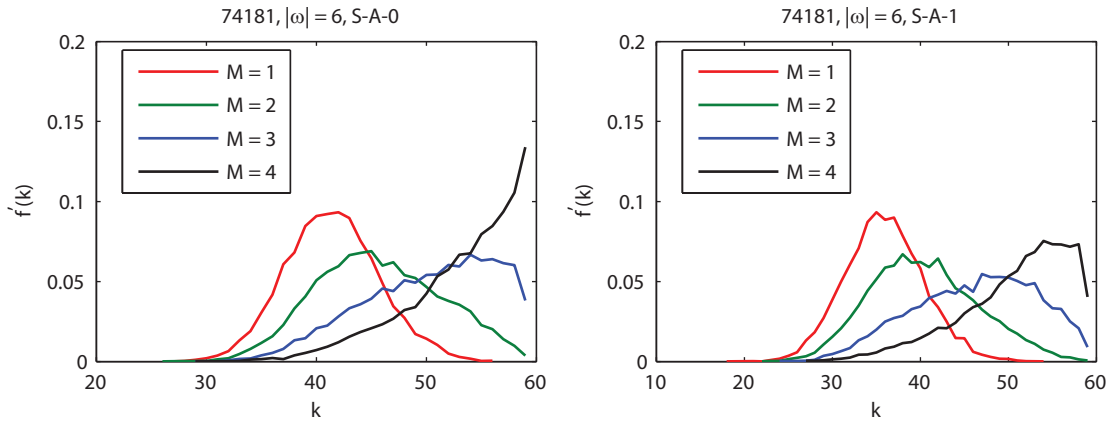 74181, |ω| = 6, S-A-0
0.2
0.15
0.1
0.05
0
f′(k)
M = 1
M = 2
M = 3
M = 4
20
30
40
50
60
k
74181, |ω| = 6, S-A-1
0.2
0.15
0.1
0.05
0
f′(k)
M = 1
M = 2
M = 3
M = 4
10
20
30
40
50
60
k